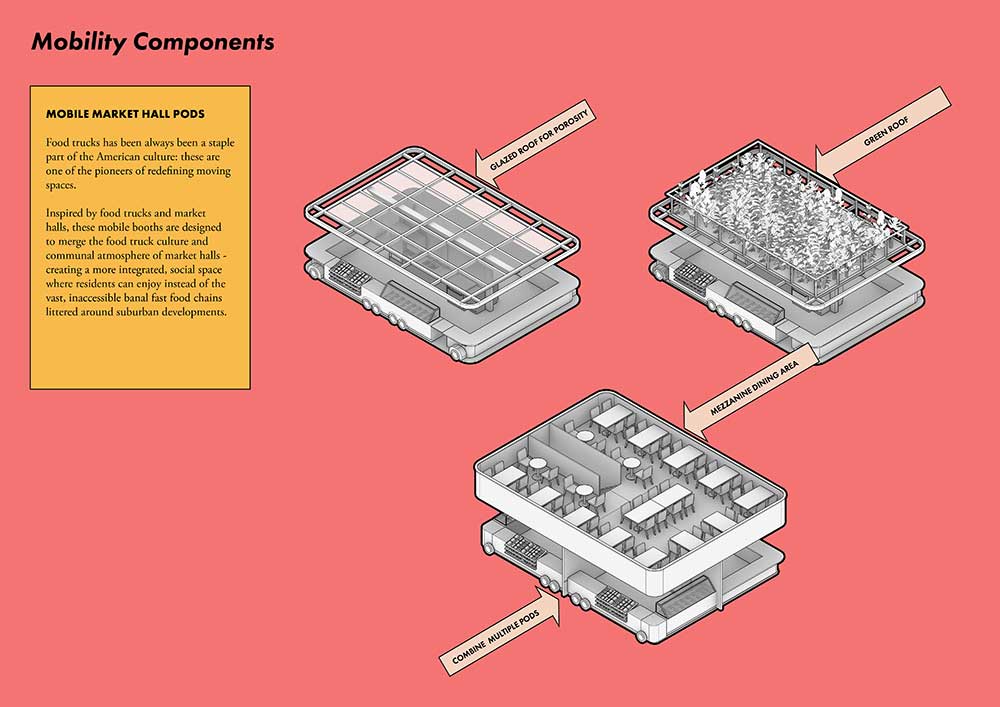 Mobility Components
MOBILE MARKET HALL PODS
Food trucks has been always been a staple
part of the American culture: these are
one of the pioneers of redefining moving
spaces.
Inspired by food trucks and market
halls, these mobile booths are designed
to merge the food truck culture and
communal atmosphere of market halls -
creating a more integrated, social space
where residents can enjoy instead of the
vast, inaccessible banal fast food chains
littered around suburban developments.
GLAZED ROOF FOR POROSITY
GREEN ROOF
MEZZANINE DINING AREA
COMBINE MULTIPLE PODS